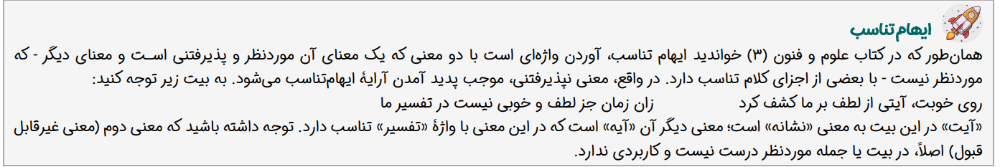 ایهام تناسب
همان‌طور که در کتاب علوم و فنون (۳) خواندید ایهام تناسب، آوردن واژه‌ای است با دو معنی که یک معنای آن موردنظر و پذیرفتنی اسـت و معنای دیگر - که
موردنظر نیست - با بعضی از اجزای کلام تناسب دارد. در واقع، معنی نپذیرفتنی، موجب پدید آمدن آرایهٔ ایهام‌تناسب می‌شود. به بیت زیر توجه کنید:
روی خوبت، آیتی از لطف بر ما کشف کرد زان زمان جز لطف و خوبی نیست در تفسیر ما
«آیت» در این بیت به معنی «نشانه» است؛ معنی دیگر آن «آیه» است که در این معنی با واژهٔ «تفسیر» تناسب دارد. توجه داشته باشید که معنی دوم (معنی غیرقابل
قبول) اصلاً، در بیت یا جمله موردنظر درست نیست و کاربردی ندارد.